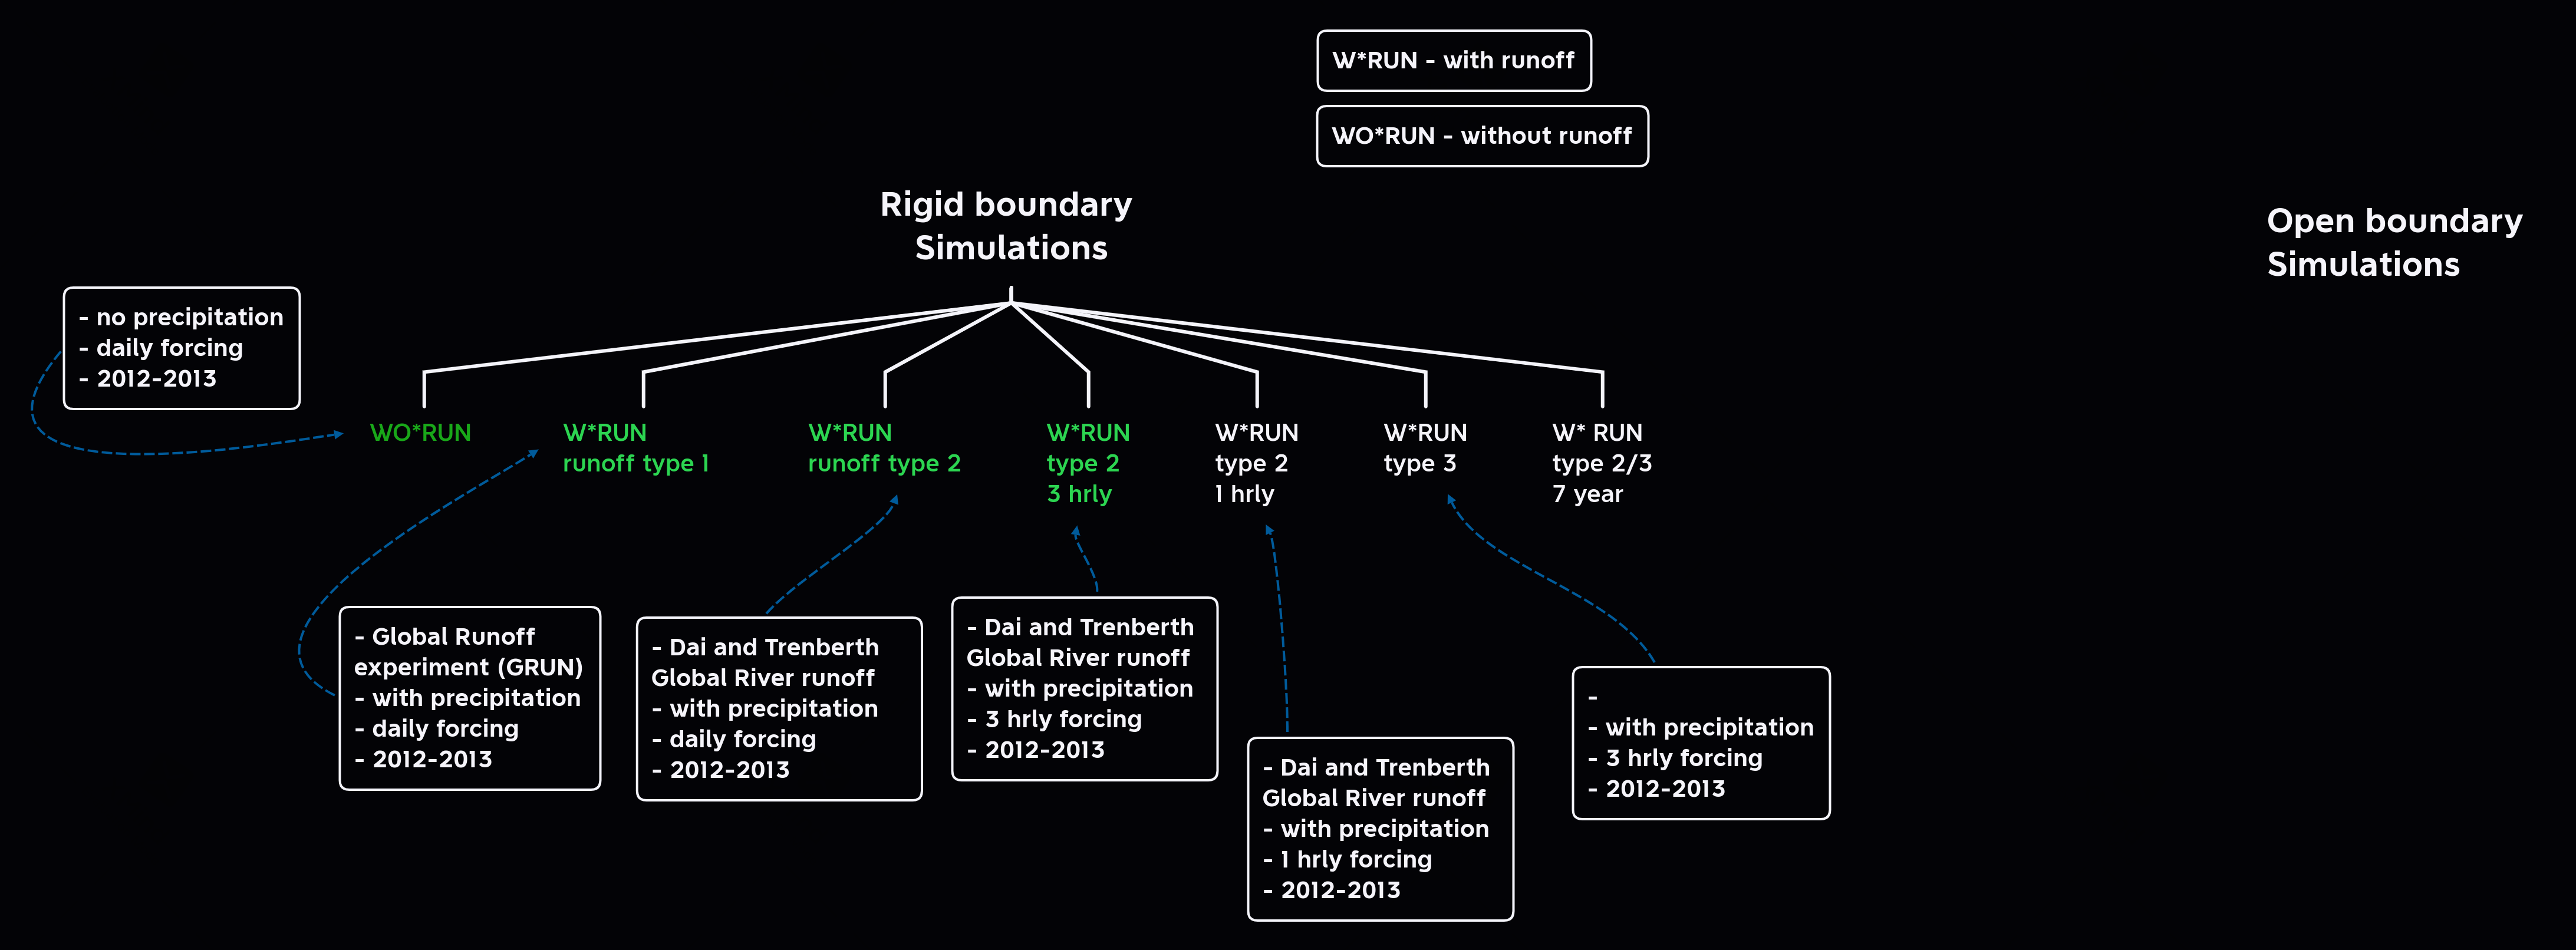 W*RUN - with runoff
WO*RUN - without runoff
Rigid boundary
Simulations
Open boundary
Simulations
- no precipitation
- daily forcing
- 2012-2013
WO*RUN
W*RUN
runoff type 1
W*RUN
runoff type 2
W*RUN
type 2
3 hrly
W*RUN
type 2
1 hrly
W*RUN
type 3
W* RUN
type 2/3
7 year
- Global Runoff
experiment (GRUN)
- with precipitation
- daily forcing
- 2012-2013
- Dai and Trenberth
Global River runoff
- with precipitation
- daily forcing
- 2012-2013
- Dai and Trenberth
Global River runoff
- with precipitation
- 3 hrly forcing
- 2012-2013
- Dai and Trenberth
Global River runoff
- with precipitation
- 1 hrly forcing
- 2012-2013
-
- with precipitation
- 3 hrly forcing
- 2012-2013